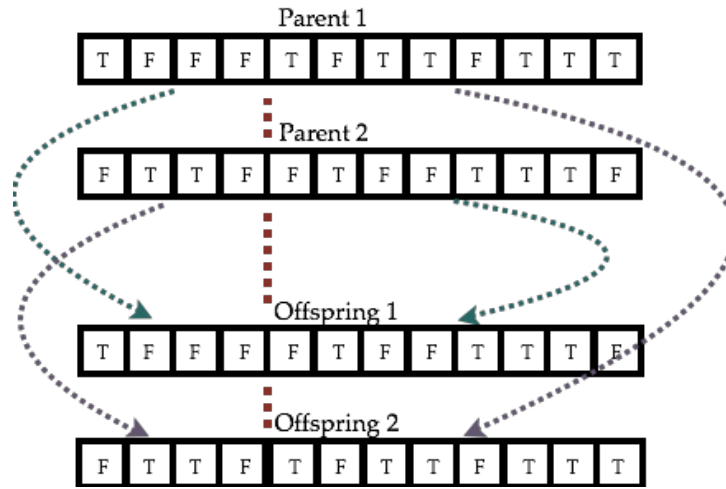 Parent 1
T F F F T F T T F T T T
Parent 2
F T T F F T F F T T T F
Offspring 1
T F F F F T F F T T T F
Offspring 2
F T T F T F T T F T T T